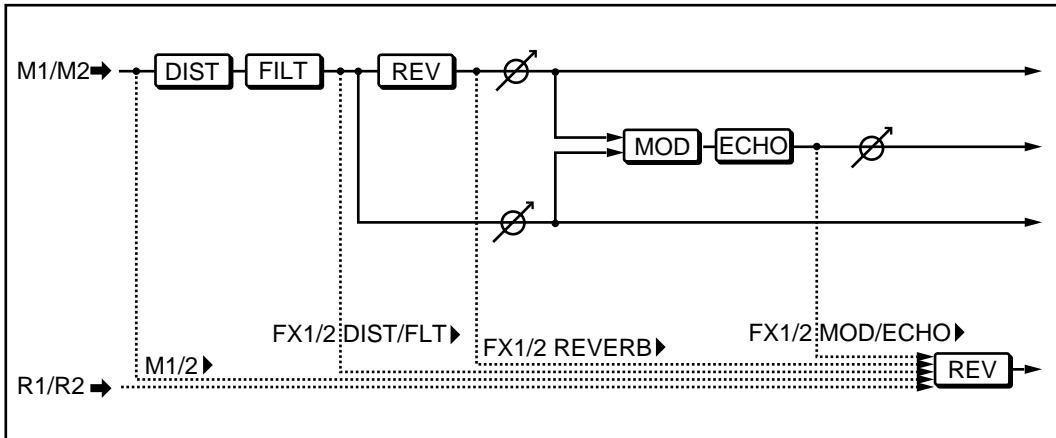 M1/M2 DIST FILT REV
MOD ECHO
FX1/2 DIST/FLT FX1/2 REVERB FX1/2 MOD/ECHO
M1/2
R1/R2 REV